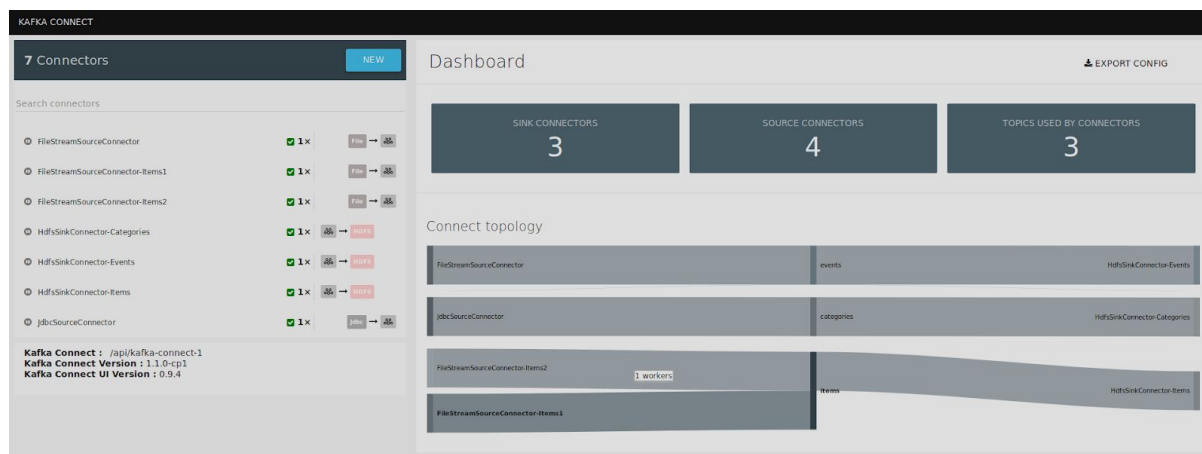 KAFKA CONNECT
7 Connectors
NEW
Search connectors
FileStreamSourceConnector 1× File
FileStreamSourceConnector-Items1 1× File
FileStreamSourceConnector-Items2 1× File
HdfsSinkConnector-Categories 1× HDFS
HdfsSinkConnector-Events 1× HDFS
HdfsSinkConnector-Items 1× HDFS
JdbcSourceConnector 1× Jdbc
Kafka Connect : /api/kafka-connect-1
Kafka Connect Version : 1.1.0-cp1
Kafka Connect UI Version : 0.9.4
Dashboard
EXPORT CONFIG
SINK CONNECTORS
3
SOURCE CONNECTORS
4
TOPICS USED BY CONNECTORS
3
Connect topology
FileStreamSourceConnector events HdfsSinkConnector-Events
JdbcSourceConnector categories HdfsSinkConnector-Categories
FileStreamSourceConnector-Items2
1 workers
items HdfsSinkConnector-Items
FileStreamSourceConnector-Items1